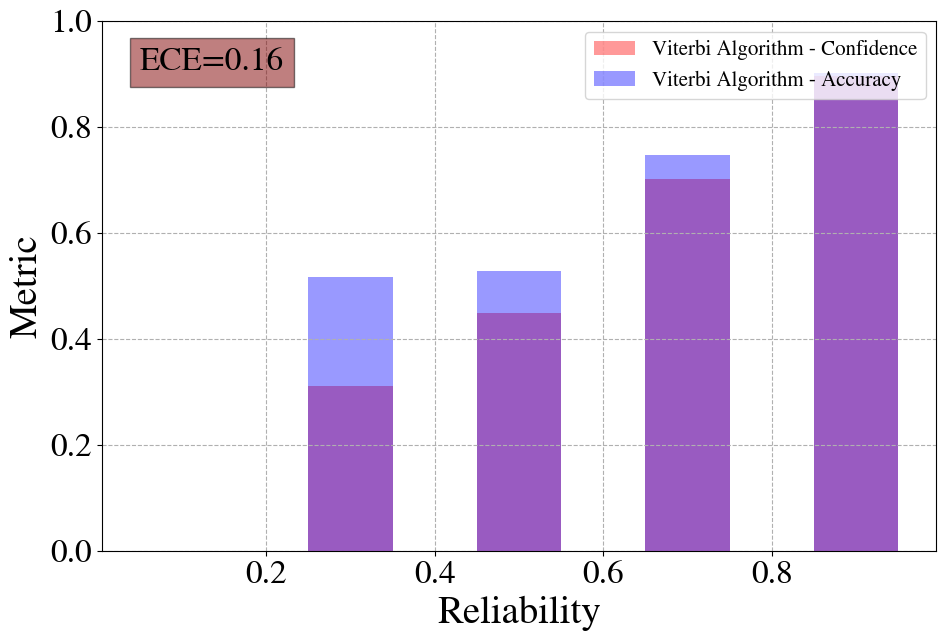 ECE=0.16
Viterbi Algorithm - Confidence
Viterbi Algorithm - Accuracy
Metric
1.0
0.8
0.6
0.4
0.2
0.0
0.2 0.4 0.6 0.8
Reliability